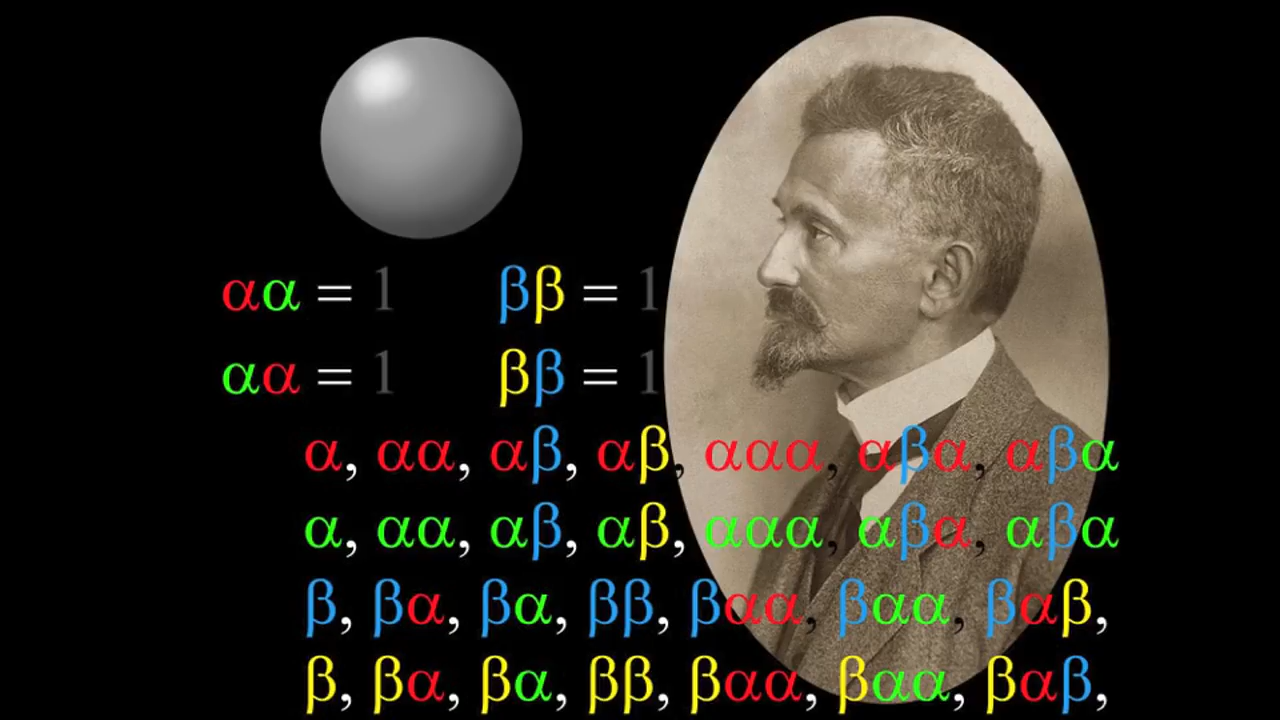 αα = 1 ββ = 1
αα = 1 ββ = 1
α, αα, αβ, αβ, ααα, αβα, αβα
α, αα, αβ, αβ, ααα, αβα, αβα
β, βα, βα, ββ, βαα, βαα, βαβ,
β, βα, βα, ββ, βαα, βαα, βαβ,